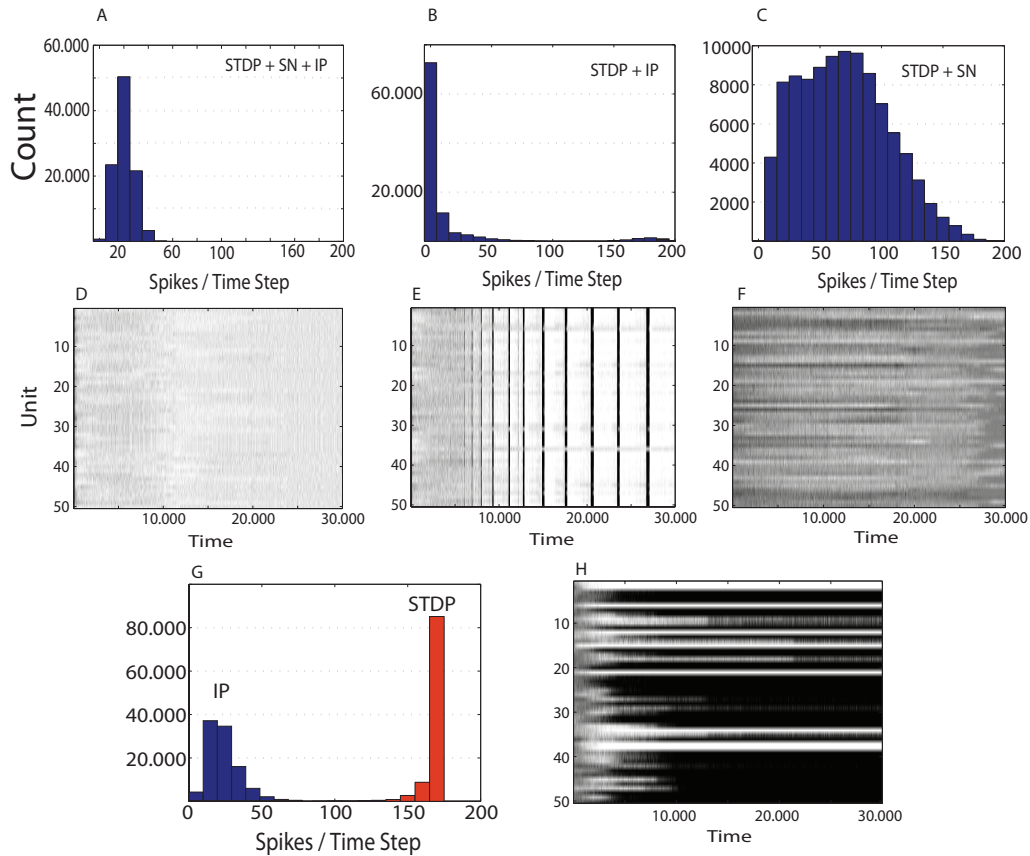 A
60.000
50.000
40.000
20.000
Count
STDP + SN + IP
20 60 100 160 200
Spikes / Time Step
B
60.000
20.000
STDP + IP
0 50 100 150 200
Spikes / Time Step
C
10000
8000
6000
4000
2000
STDP + SN
0 50 100 150 200
Spikes / Time Step
D
10
20
30
40
50
Unit
10.000 20.000 30.000
Time
E
10
20
30
40
50
10.000 20.000 30.000
Time
F
10
20
30
40
50
10.000 20.000 30.000
Time
G
80.000
60.000
40.000
20.000
IP
STDP
0 50 100 150 200
Spikes / Time Step
H
10
20
30
40
50
10.000 20.000 30.000
Time